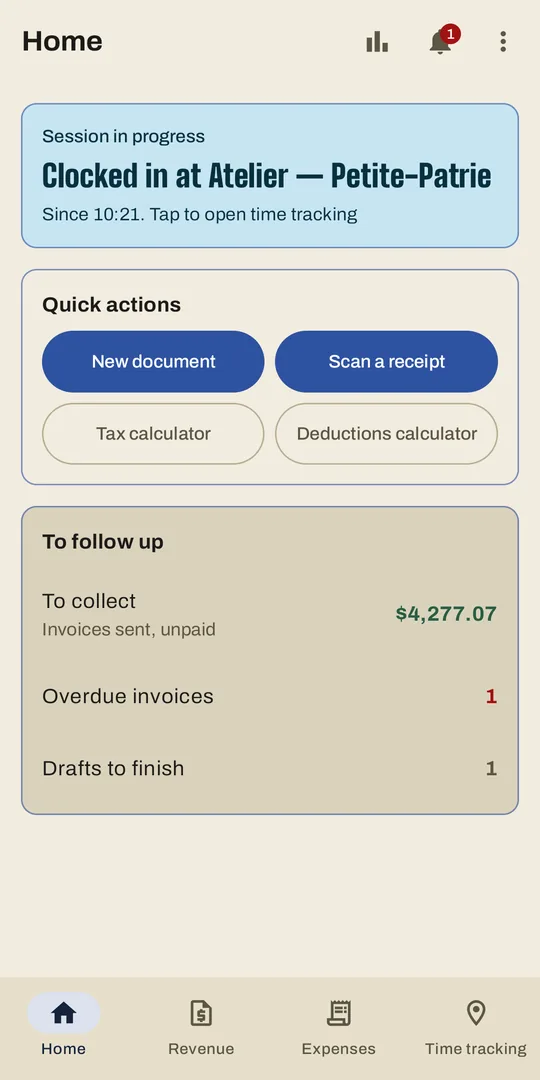 Home
1
Session in progress
Clocked in at Atelier — Petite-Patrie
Since 10:21. Tap to open time tracking
Quick actions
New document
Scan a receipt
Tax calculator
Deductions calculator
To follow up
To collect
Invoices sent, unpaid
$4,277.07
Overdue invoices
1
Drafts to finish
1
Home
Revenue
Expenses
Time tracking